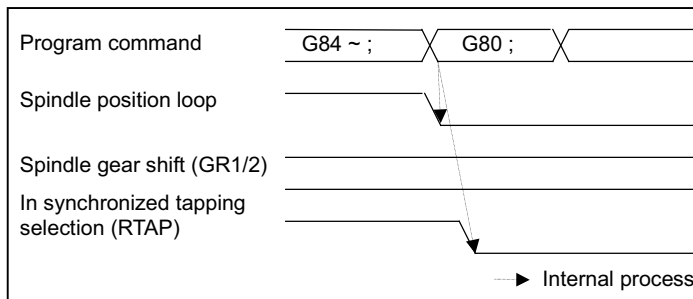 Program command
G84 ~ ;
G80 ;
Spindle position loop
Spindle gear shift (GR1/2)
In synchronized tapping
selection (RTAP)
Internal process